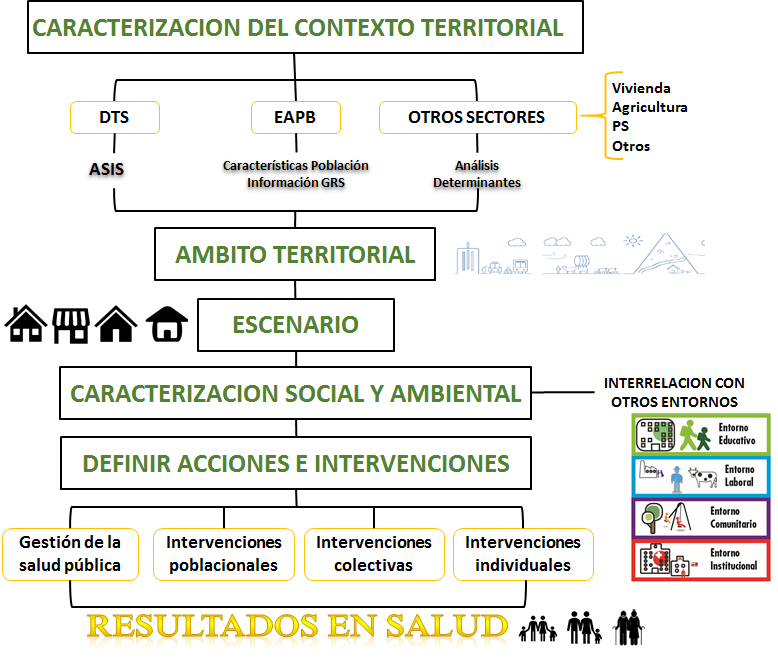 CARACTERIZACION DEL CONTEXTO TERRITORIAL
DTS
EAPB
OTROS SECTORES
Vivienda
Agricultura
PS
Otros
ASIS
Características Población
Información GRS
Análisis
Determinantes
AMBITO TERRITORIAL
ESCENARIO
CARACTERIZACION SOCIAL Y AMBIENTAL
INTERRELACION CON
OTROS ENTORNOS
Entorno
Educativo
Entorno
Laboral
Entorno
Comunitario
Entorno
Institucional
DEFINIR ACCIONES E INTERVENCIONES
Gestión de la
salud pública
Intervenciones
poblacionales
Intervenciones
colectivas
Intervenciones
individuales
RESULTADOS EN SALUD